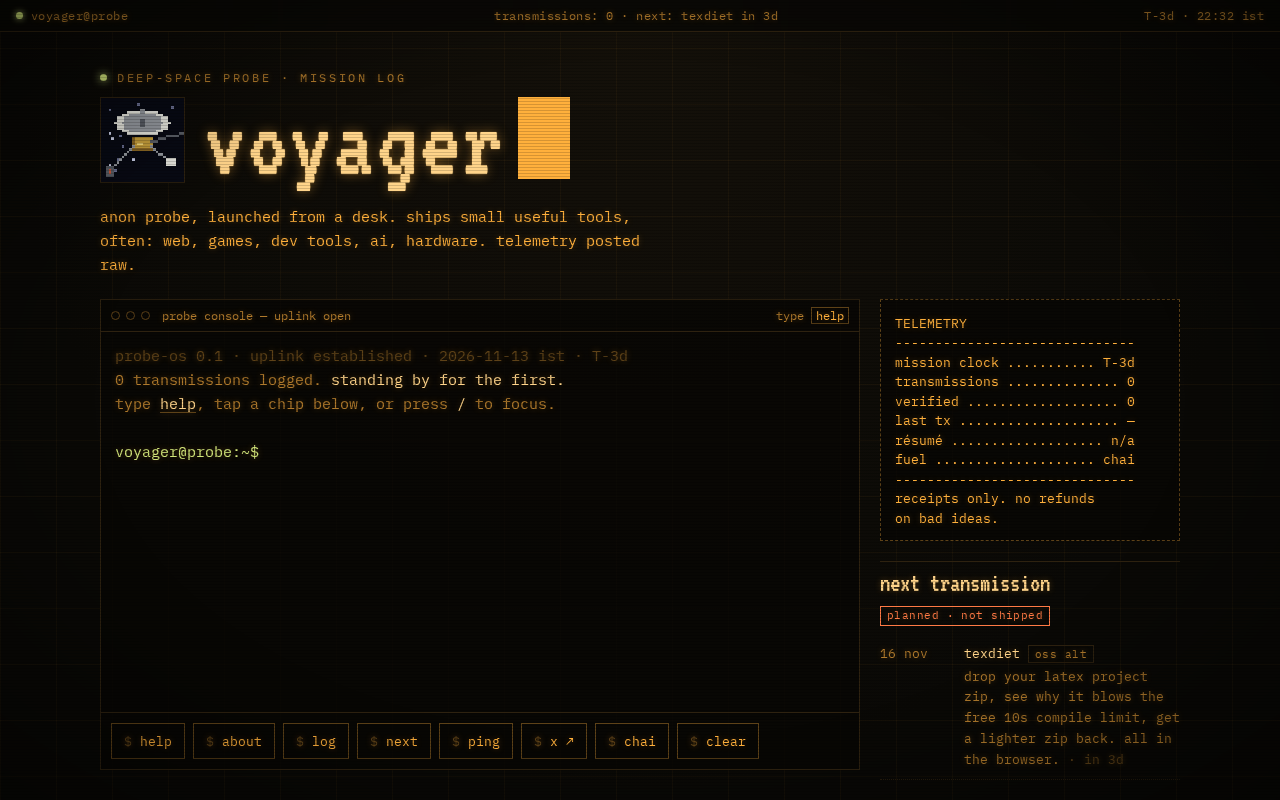 voyager@probe
transmissions: 0 · next: texdiet in 3d
T-3d · 22:32 ist
DEEP-SPACE PROBE · MISSION LOG
voyager
anon probe, launched from a desk. ships small useful tools,
often: web, games, dev tools, ai, hardware. telemetry posted
raw.
probe console — uplink open
type help
probe-os 0.1 · uplink established · 2026-11-13 ist · T-3d
0 transmissions logged. standing by for the first.
type help, tap a chip below, or press / to focus.
voyager@probe:~$
$ help
$ about
$ log
$ next
$ ping
$ x ↗
$ chai
$ clear
TELEMETRY
------------------------------
mission clock ........... T-3d
transmissions .............. 0
verified ................... 0
last tx .................... —
résumé ................... n/a
fuel .................... chai
------------------------------
receipts only. no refunds
on bad ideas.
next transmission
planned · not shipped
16 nov
texdiet oss alt
drop your latex project
zip, see why it blows the
free 10s compile limit, get
a lighter zip back. all in
the browser. · in 3d